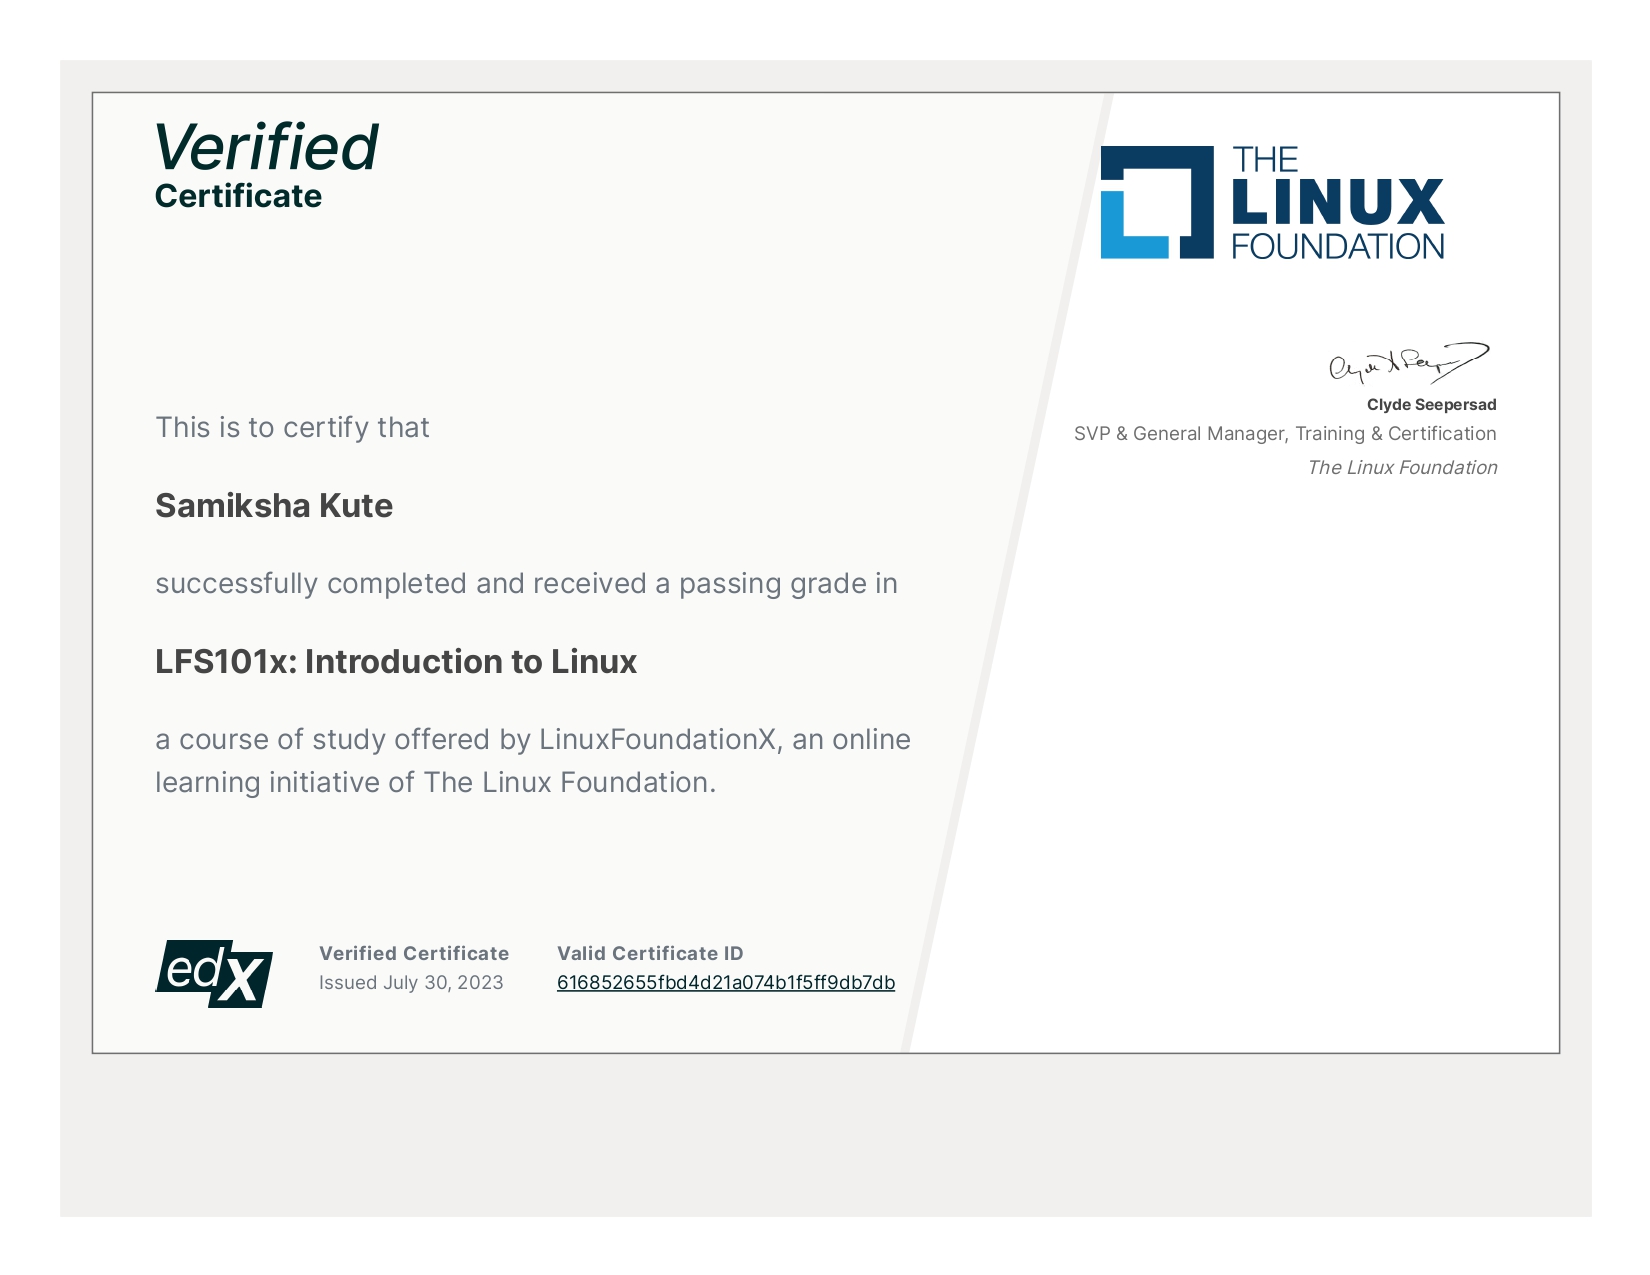 Verified
Certificate
THE
LINUX
FOUNDATION
Clyde Seepersad
SVP & General Manager, Training & Certification
The Linux Foundation
This is to certify that
Samiksha Kute
successfully completed and received a passing grade in
LFS101x: Introduction to Linux
a course of study offered by LinuxFoundationX, an online
learning initiative of The Linux Foundation.
edX
Verified Certificate
Issued July 30, 2023
Valid Certificate ID
616852655fbd4d21a074b1f5ff9db7db